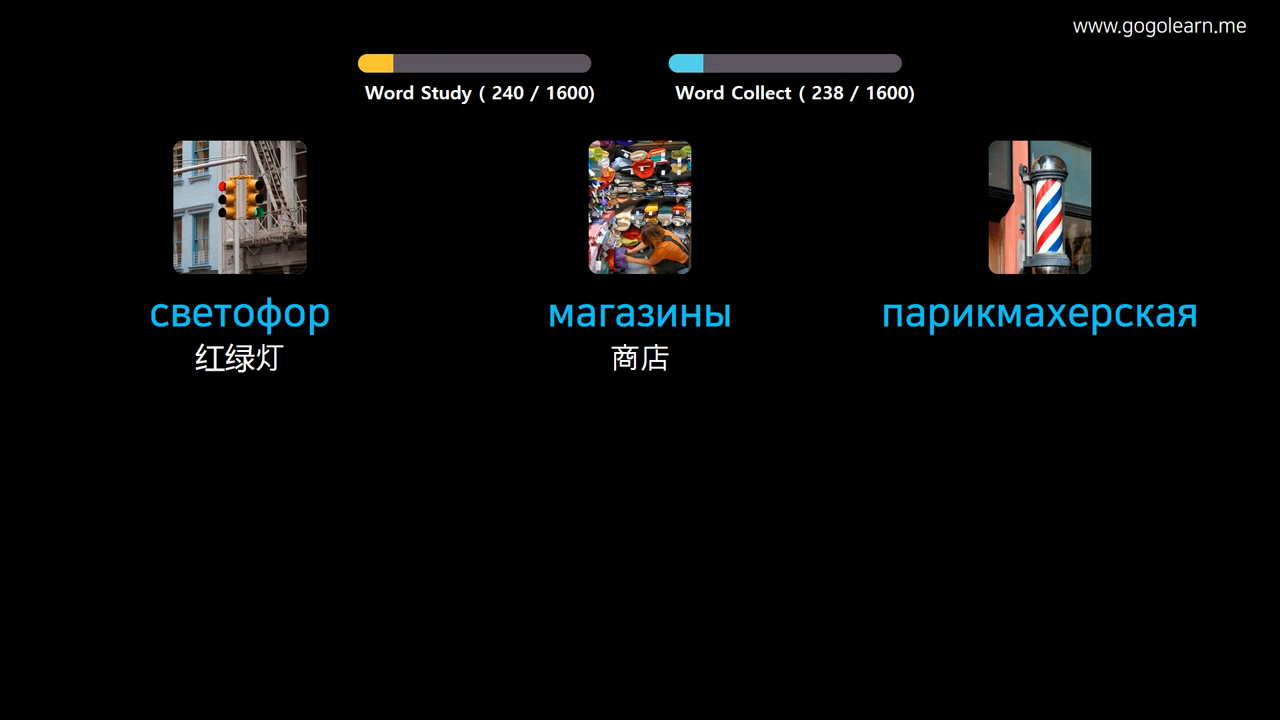 www.gogolearn.me
Word Study ( 240 / 1600)
Word Collect ( 238 / 1600)
светофор
магазины
парикмахерская
红绿灯
商店